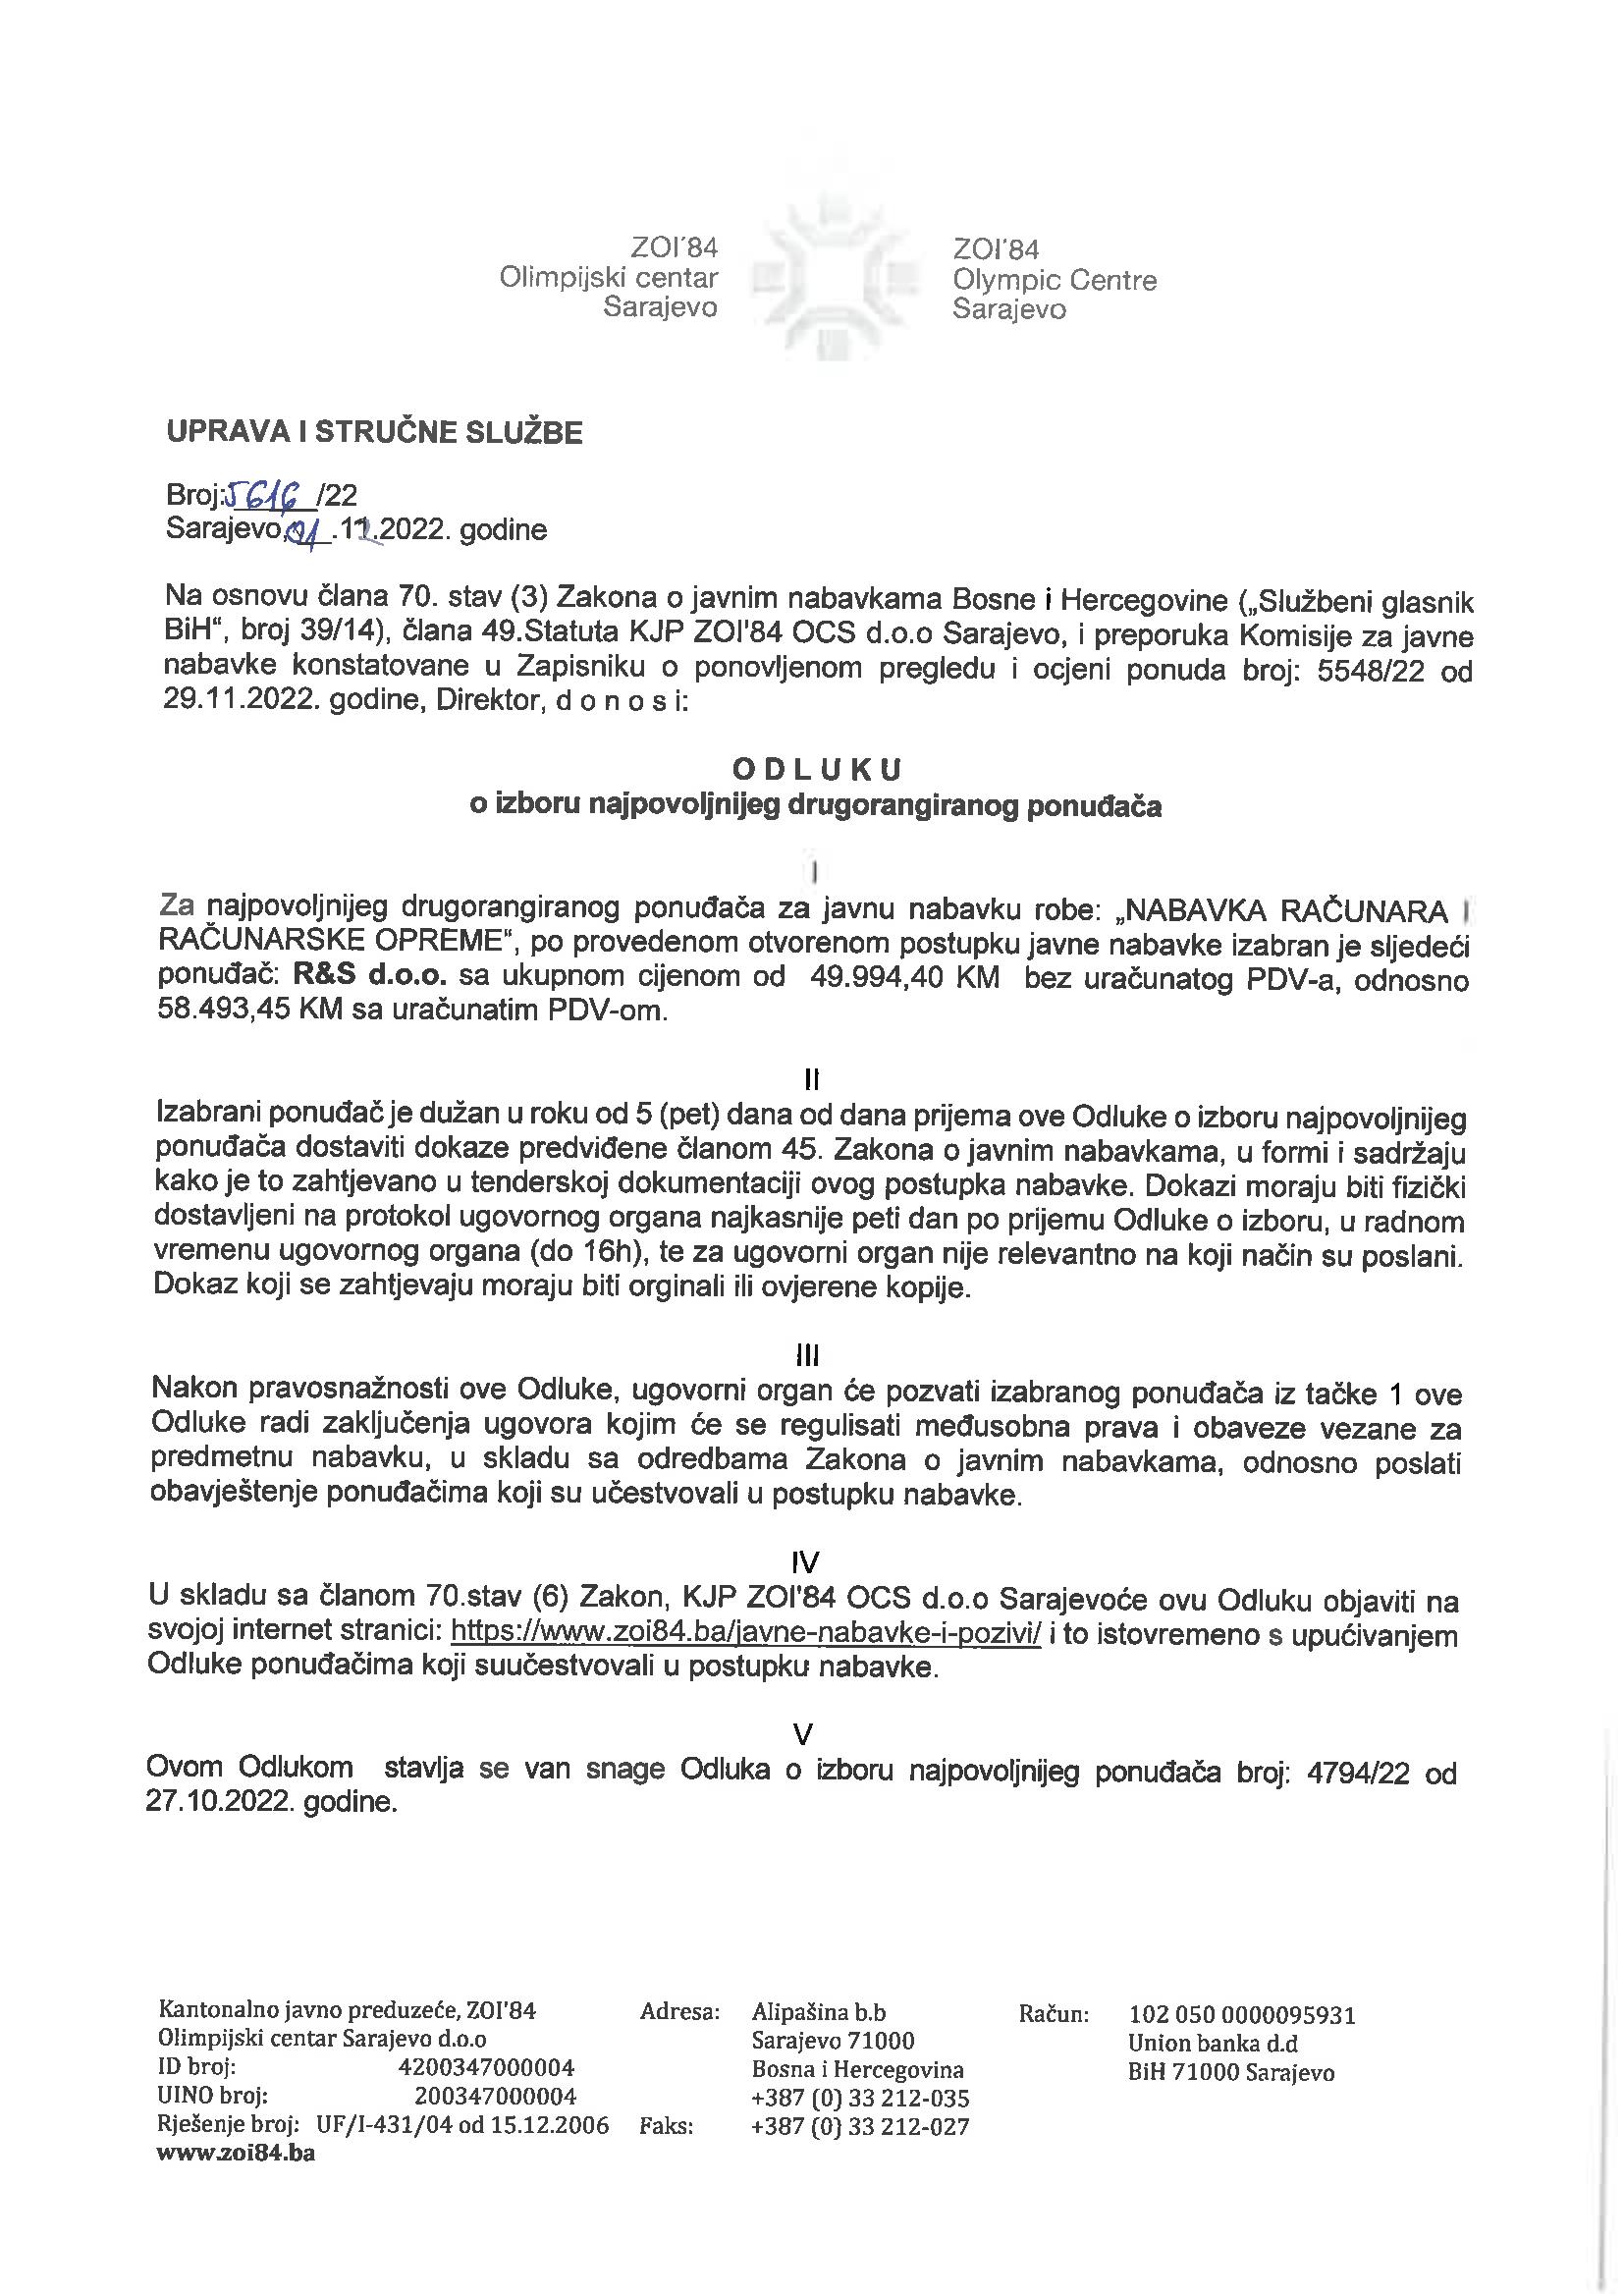 ZOI'84
Olimpijski centar
Sarajevo
ZOI'84
Olympic Centre
Sarajevo
UPRAVA I STRUČNE SLUŽBE
Broj: 5616 /22
Sarajevo, 01 .12.2022. godine
Na osnovu člana 70. stav (3) Zakona o javnim nabavkama Bosne i Hercegovine („Službeni glasnik
BiH“, broj 39/14), člana 49.Statuta KJP ZOI'84 OCS d.o.o Sarajevo, i preporuka Komisije za javne
nabavke konstatovane u Zapisniku o ponovljenom pregledu i ocjeni ponuda broj: 5548/22 od
29.11.2022. godine, Direktor, d o n o s i:
O D L U K U
o izboru najpovoljnijeg drugorangiranog ponuđača
I
Za najpovoljnijeg drugorangiranog ponuđača za javnu nabavku robe: „NABAVKA RAČUNARA I
RAČUNARSKE OPREME“, po provedenom otvorenom postupku javne nabavke izabran je sljedeći
ponuđač: R&S d.o.o. sa ukupnom cijenom od 49.994,40 KM bez uračunatog PDV-a, odnosno
58.493,45 KM sa uračunatim PDV-om.
II
Izabrani ponuđač je dužan u roku od 5 (pet) dana od dana prijema ove Odluke o izboru najpovoljnijeg
ponuđača dostaviti dokaze predviđene članom 45. Zakona o javnim nabavkama, u formi i sadržaju
kako je to zahtjevano u tenderskoj dokumentaciji ovog postupka nabavke. Dokazi moraju biti fizički
dostavljeni na protokol ugovornog organa najkasnije peti dan po prijemu Odluke o izboru, u radnom
vremenu ugovornog organa (do 16h), te za ugovorni organ nije relevantno na koji način su poslani.
Dokaz koji se zahtjevaju moraju biti orginali ili ovjerene kopije.
III
Nakon pravosnažnosti ove Odluke, ugovorni organ će pozvati izabranog ponuđača iz tačke 1 ove
Odluke radi zaključenja ugovora kojim će se regulisati međusobna prava i obaveze vezane za
predmetnu nabavku, u skladu sa odredbama Zakona o javnim nabavkama, odnosno poslati
obavještenje ponuđačima koji su učestvovali u postupku nabavke.
IV
U skladu sa članom 70.stav (6) Zakon, KJP ZOI'84 OCS d.o.o Sarajevoće ovu Odluku objaviti na
svojoj internet stranici: https://www.zoi84.ba/javne-nabavke-i-pozivi/ i to istovremeno s upućivanjem
Odluke ponuđačima koji suučestvovali u postupku nabavke.
V
Ovom Odlukom stavlja se van snage Odluka o izboru najpovoljnijeg ponuđača broj: 4794/22 od
27.10.2022. godine.
Kantonalno javno preduzeće, ZOI'84
Olimpijski centar Sarajevo d.o.o
ID broj: 4200347000004
UINO broj: 200347000004
Rješenje broj: UF/I-431/04 od 15.12.2006
www.zoi84.ba
Adresa: Alipašina b.b
Sarajevo 71000
Bosna i Hercegovina
+387 (0) 33 212-035
Faks: +387 (0) 33 212-027
Račun: 102 050 0000095931
Union banka d.d
BiH 71000 Sarajevo